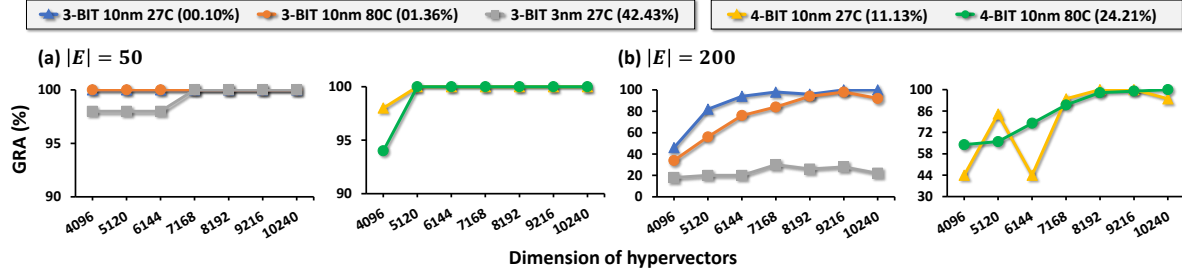 3-BIT 10nm 27C (00.10%) 3-BIT 10nm 80C (01.36%) 3-BIT 3nm 27C (42.43%) 4-BIT 10nm 27C (11.13%) 4-BIT 10nm 80C (24.21%)
(a) |E| = 50 (b) |E| = 200
GRA (%)
100
95
90
4096 5120 6144 7168 8192 9216 10240
100
95
90
4096 5120 6144 7168 8192 9216 10240
100
80
60
40
20
0
4096 5120 6144 7168 8192 9216 10240
100
86
72
58
44
30
4096 5120 6144 7168 8192 9216 10240
Dimension of hypervectors